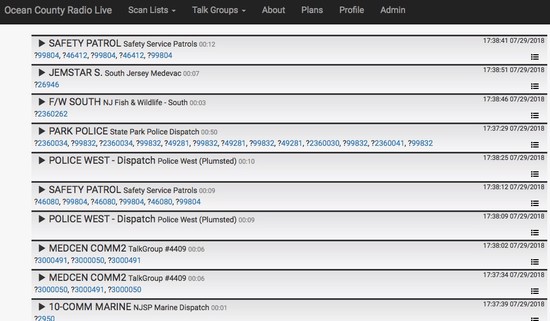 Ocean County Radio Live Scan Lists Talk Groups About Plans Profile Admin
SAFETY PATROL Safety Service Patrols 00:12 17:38:41 07/29/2018
?99804, ?46412, ?99804, ?46412, ?99804
JEMSTAR S. South Jersey Medevac 00:07 17:38:51 07/29/2018
?26946
F/W SOUTH NJ Fish & Wildlife - South 00:03 17:38:46 07/29/2018
?2360262
PARK POLICE State Park Police Dispatch 00:50 17:37:29 07/29/2018
?2360034, ?99832, ?2360034, ?99832, ?49281, ?99832, ?49281, ?99832, ?49281, ?2360030, ?99832, ?2360041, ?99832
POLICE WEST - Dispatch Police West (Plumsted) 00:10 17:38:25 07/29/2018
SAFETY PATROL Safety Service Patrols 00:09 17:38:12 07/29/2018
?46080, ?99804, ?46080, ?99804, ?46080, ?99804
POLICE WEST - Dispatch Police West (Plumsted) 00:09 17:38:09 07/29/2018
MEDCEN COMM2 TalkGroup #4409 00:06 17:38:02 07/29/2018
?3000491, ?3000050, ?3000491
MEDCEN COMM2 TalkGroup #4409 00:06 17:37:34 07/29/2018
?3000050, ?3000491, ?3000050
10-COMM MARINE NJSP Marine Dispatch 00:01 17:37:39 07/29/2018
?2950